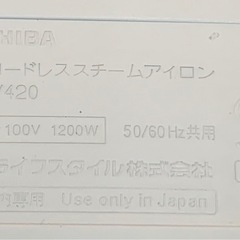 HIBA
ードレススチームアイロン
420
100V 1200W 50/60Hz共用
ライフスタイル株式会社
内専用 Use only in Japan